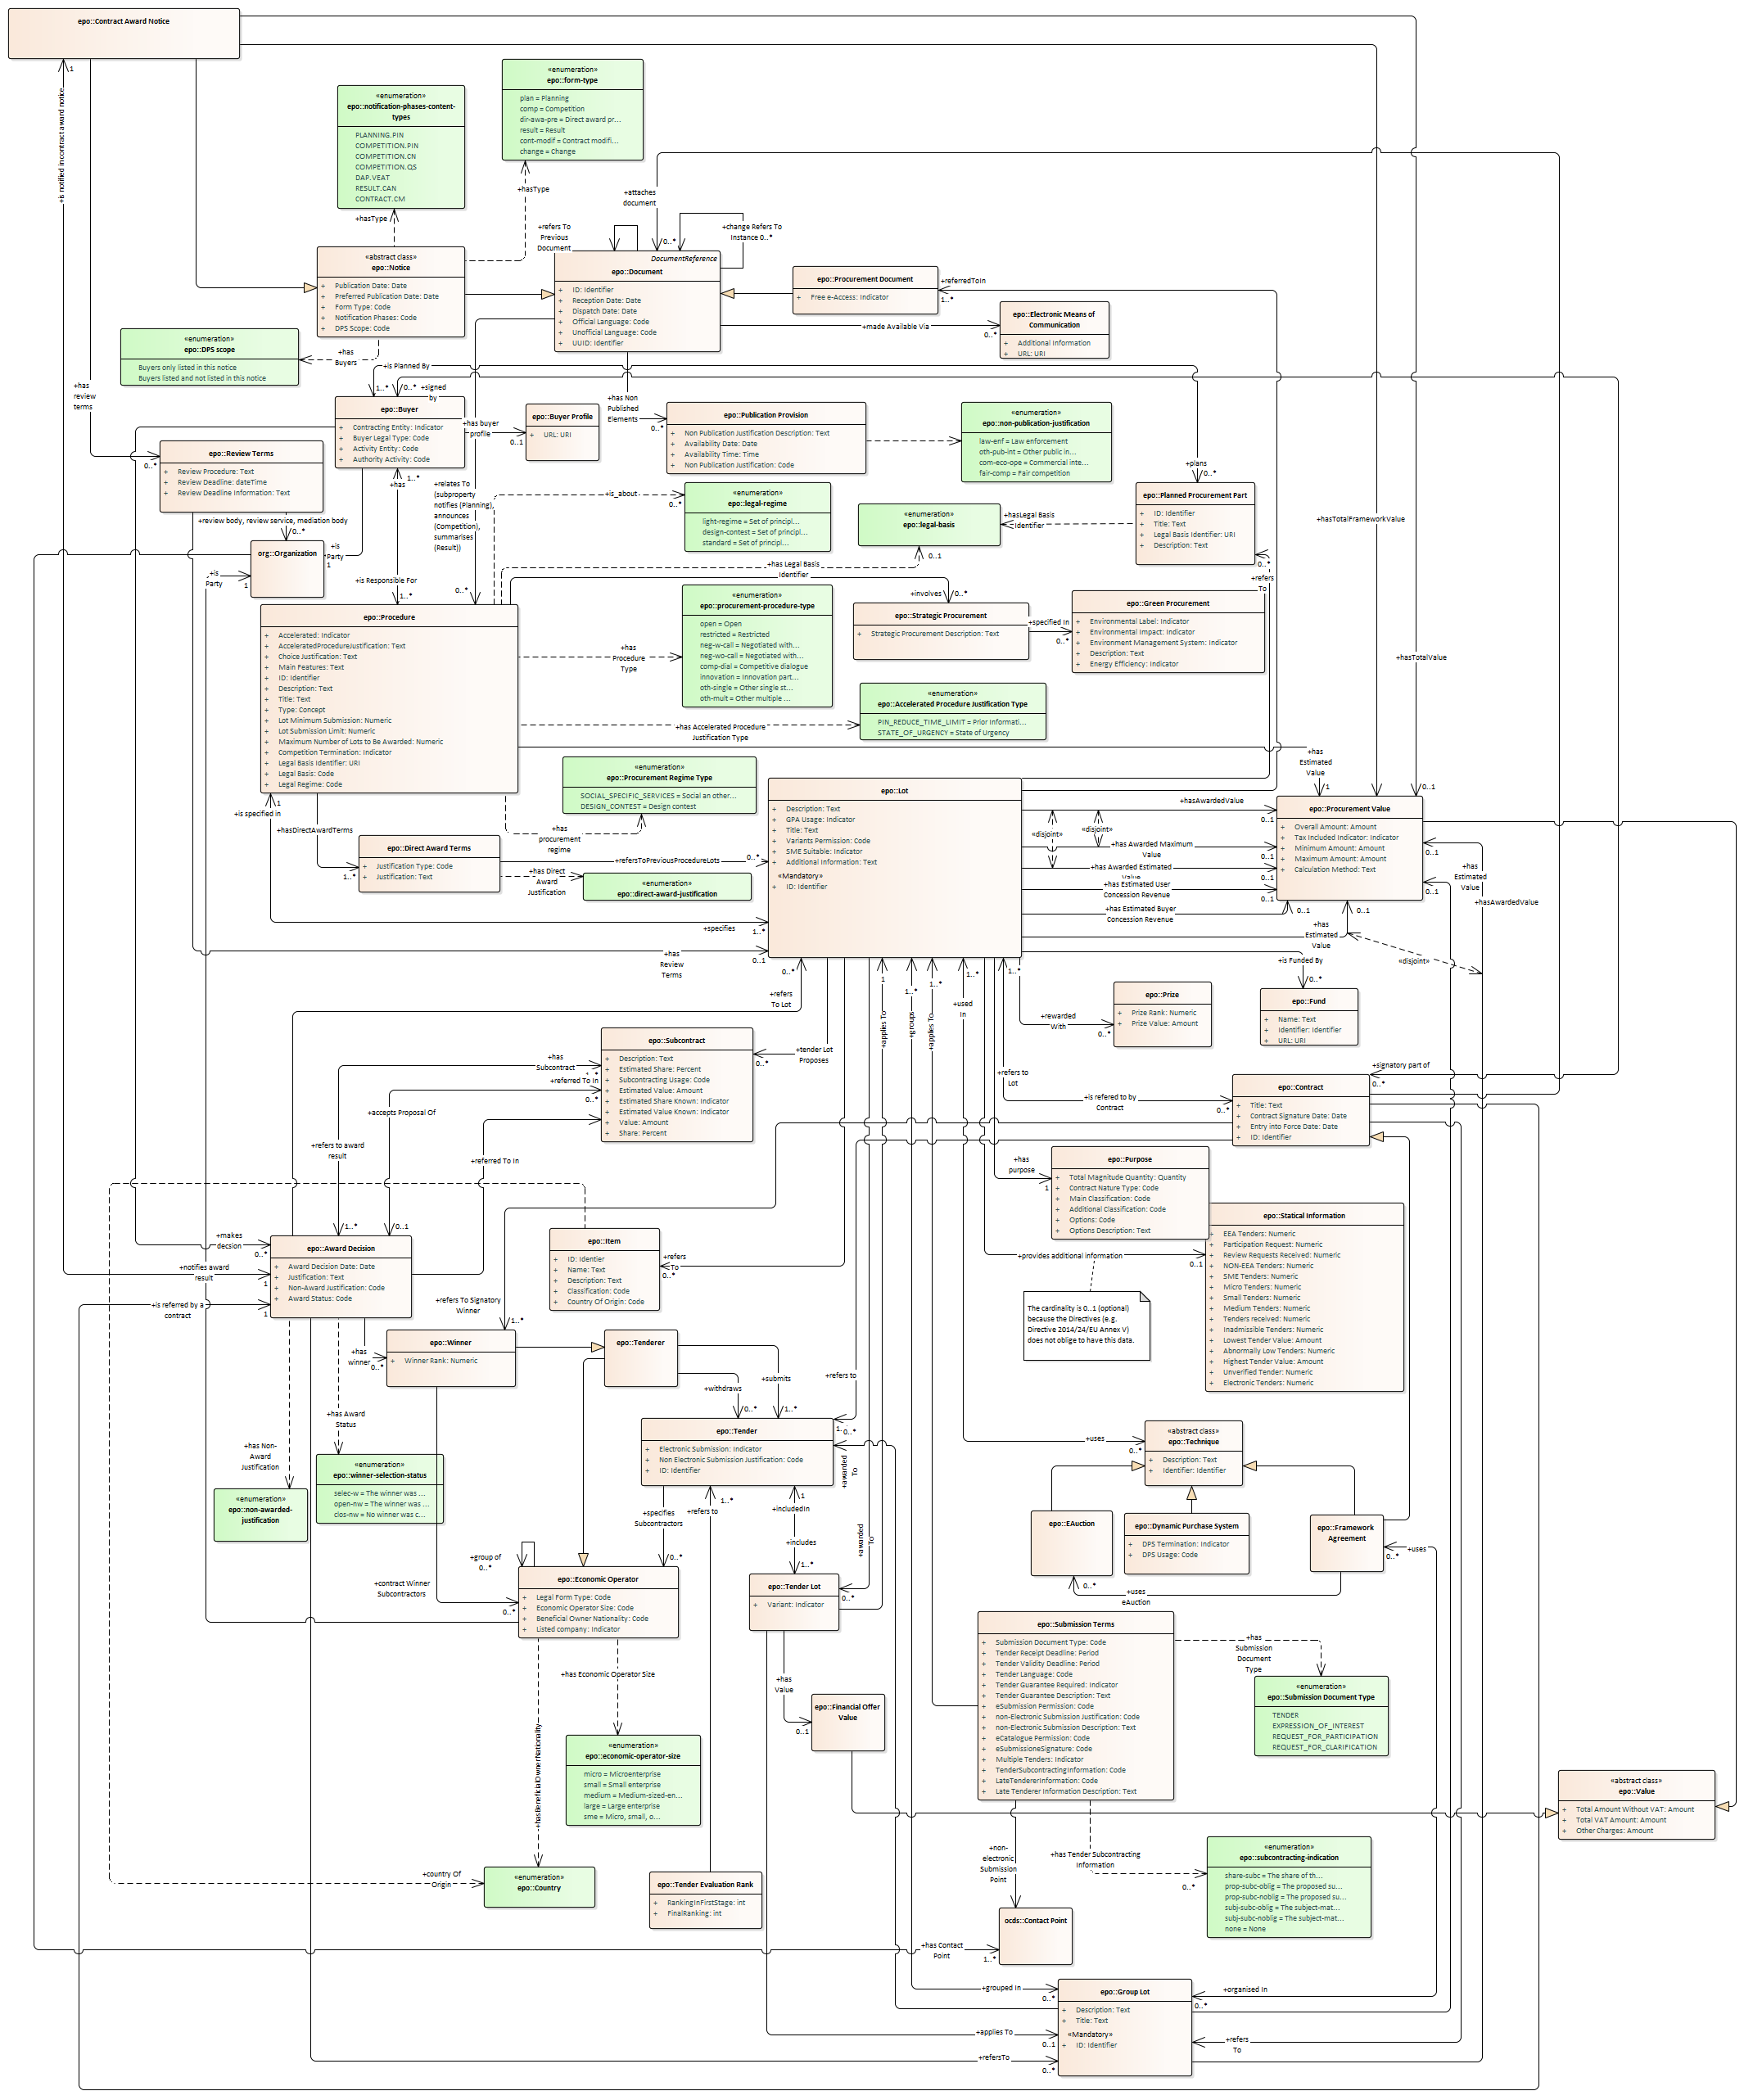 epo::Contract Award Notice
1
+is notified in contract award notice
«enumeration»
epo::form-type
plan = Planning
comp = Competition
dir-awa-pre = Direct award pr...
result = Result
cont-modif = Contract modifi...
change = Change
«enumeration»
epo::notification-phases-content-
types
PLANNING.PIN
COMPETITION.PIN
COMPETITION.CN
COMPETITION.QS
DAP.VEAT
RESULT.CAN
CONTRACT.CM
+hasType
+hasType
+attaches
document
0..*
+refers To
Previous
Document
+change Refers To
Instance 0..*
«abstract class»
epo::Notice
+ Publication Date: Date
+ Preferred Publication Date: Date
+ Form Type: Code
+ Notification Phases: Code
+ DPS Scope: Code
DocumentReference
epo::Document
+ ID: Identifier
+ Reception Date: Date
+ Dispatch Date: Date
+ Official Language: Code
+ Unofficial Language: Code
+ UUID: Identifier
epo::Procurement Document
+ Free e-Access: Indicator
+referredToIn
1..*
epo::Electronic Means of
Communication
+ Additional Information
+ URL: URI
+made Available Via
0..*
«enumeration»
epo::DPS scope
Buyers only listed in this notice
Buyers listed and not listed in this notice
+has
Buyers
+is Planned By
1..*
0..*
+signed
by
+has
review
terms
0..*
epo::Buyer
+ Contracting Entity: Indicator
+ Buyer Legal Type: Code
+ Activity Entity: Code
+ Authority Activity: Code
+has buyer
profile
0..1
epo::Buyer Profile
+ URL: URI
+has Non
Published
Elements
0..*
epo::Publication Provision
+ Non Publication Justification Description: Text
+ Availability Date: Date
+ Availability Time: Time
+ Non Publication Justification: Code
«enumeration»
epo::non-publication-justification
law-enf = Law enforcement
oth-pub-int = Other public in...
com-eco-ope = Commercial inte...
fair-comp = Fair competition
epo::Review Terms
+ Review Procedure: Text
+ Review Deadline: dateTime
+ Review Deadline Information: Text
+review body, review service, mediation body
0..*
org::Organization
+is
Party
1
+is
Party
1
+has
1..*
+is Responsible For
1..*
+relates To
(subproperty
notifies (Planning),
announces
(Competition),
summarises
(Result))
0..*
+is_about
0..*
«enumeration»
epo::legal-regime
light-regime = Set of principl...
design-contest = Set of principl...
standard = Set of principl...
«enumeration»
epo::legal-basis
0..1
+hasLegal Basis
Identifier
+plans
0..*
epo::Planned Procurement Part
+ ID: Identifier
+ Title: Text
+ Legal Basis Identifier: URI
+ Description: Text
0..*
+refers
To
+hasTotalFrameworkValue
+hasTotalValue
+has Legal Basis
Identifier
epo::Procedure
+ Accelerated: Indicator
+ AcceleratedProcedureJustification: Text
+ Choice Justification: Text
+ Main Features: Text
+ ID: Identifier
+ Description: Text
+ Title: Text
+ Type: Concept
+ Lot Minimum Submission: Numeric
+ Lot Submission Limit: Numeric
+ Maximum Number of Lots to Be Awarded: Numeric
+ Competition Termination: Indicator
+ Legal Basis Identifier: URI
+ Legal Basis: Code
+ Legal Regime: Code
«enumeration»
epo::procurement-procedure-type
open = Open
restricted = Restricted
neg-w-call = Negotiated with...
neg-wo-call = Negotiated with...
comp-dial = Competitive dialogue
innovation = Innovation part...
oth-single = Other single st...
oth-mult = Other multiple ...
+has
Procedure
Type
+involves
0..*
epo::Strategic Procurement
+ Strategic Procurement Description: Text
+specified In
0..*
epo::Green Procurement
+ Environmental Label: Indicator
+ Environmental Impact: Indicator
+ Environment Management System: Indicator
+ Description: Text
+ Energy Efficiency: Indicator
«enumeration»
epo::Accelerated Procedure Justification Type
PIN_REDUCE_TIME_LIMIT = Prior Informati...
STATE_OF_URGENCY = State of Urgency
+has Accelerated Procedure
Justification Type
+has
Estimated
Value
1
0..1
«enumeration»
epo::Procurement Regime Type
SOCIAL_SPECIFIC_SERVICES = Social an other...
DESIGN_CONTEST = Design contest
+has
procurement
regime
1
+is specified in
+hasDirectAwardTerms
1..*
epo::Direct Award Terms
+ Justification Type: Code
+ Justification: Text
+refersToPreviousProcedureLots
0..*
+has Direct
Award
Justification
«enumeration»
epo::direct-award-justification
epo::Lot
+ Description: Text
+ GPA Usage: Indicator
+ Title: Text
+ Variants Permission: Code
+ SME Suitable: Indicator
+ Additional Information: Text
«Mandatory»
+ ID: Identifier
+hasAwardedValue
0..1
«disjoint»
«disjoint»
+has Awarded Maximum
Value
0..1
+has Awarded Estimated
Value
0..1
+has Estimated User
Concession Revenue
0..1
+has Estimated Buyer
Concession Revenue
0..1
0..1
+has
Estimated
Value
epo::Procurement Value
+ Overall Amount: Amount
+ Tax Included Indicator: Indicator
+ Minimum Amount: Amount
+ Maximum Amount: Amount
+ Calculation Method: Text
0..1
0..1
+has
Estimated
Value
+hasAwardedValue
«disjoint»
+specifies
1..*
+has
Review
Terms
0..1
+is Funded By
0..*
epo::Fund
+ Name: Text
+ Identifier: Identifier
+ URL: URI
epo::Prize
+ Prize Rank: Numeric
+ Prize Value: Amount
+rewarded
With
0..*
0..*
+refers
To Lot
1
+applies To
1..*
+groups
1..*
+applies To
1..*
+used
In
1..*
+refers to
Lot
epo::Subcontract
+ Description: Text
+ Estimated Share: Percent
+ Subcontracting Usage: Code
+ Estimated Value: Amount
+ Estimated Share Known: Indicator
+ Estimated Value Known: Indicator
+ Value: Amount
+ Share: Percent
+tender Lot
Proposes
0..*
+has
Subcontract
+referred To In
0..*
+accepts Proposal Of
+refers to award
result
+referred To In
1..*
0..1
+signatory part of
0..*
epo::Contract
+ Title: Text
+ Contract Signature Date: Date
+ Entry into Force Date: Date
+ ID: Identifier
+is refered to by
Contract
0..*
+has
purpose
1
epo::Purpose
+ Total Magnitude Quantity: Quantity
+ Contract Nature Type: Code
+ Main Classification: Code
+ Additional Classification: Code
+ Options: Code
+ Options Description: Text
epo::Statical Information
+ EEA Tenders: Numeric
+ Participation Request: Numeric
+ Review Requests Received: Numeric
+ NON-EEA Tenders: Numeric
+ SME Tenders: Numeric
+ Micro Tenders: Numeric
+ Small Tenders: Numeric
+ Medium Tenders: Numeric
+ Tenders received: Numeric
+ Inadmissible Tenders: Numeric
+ Lowest Tender Value: Amount
+ Abnormally Low Tenders: Numeric
+ Highest Tender Value: Amount
+ Unverified Tender: Numeric
+ Electronic Tenders: Numeric
+provides additional information
0..1
The cardinality is 0..1 (optional)
because the Directives (e.g.
Directive 2014/24/EU Annex V)
does not oblige to have this data.
+makes
decsion
0..*
+notifies award
result
1
+is referred by a
contract
1
epo::Award Decision
+ Award Decision Date: Date
+ Justification: Text
+ Non-Award Justification: Code
+ Award Status: Code
epo::Item
+ ID: Identier
+ Name: Text
+ Description: Text
+ Classification: Code
+ Country Of Origin: Code
+refers
To
0..*
+refers To Signatory
Winner
1..*
epo::Winner
+ Winner Rank: Numeric
+has
winner
0..*
epo::Tenderer
+withdraws
0..*
+submits
1..*
+refers to
0..*
epo::Tender
+ Electronic Submission: Indicator
+ Non Electronic Submission Justification: Code
+ ID: Identifier
+awarded
To
+awarded
To
+has Award
Status
+has Non-
Award
Justification
«enumeration»
epo::non-awarded-
justification
«enumeration»
epo::winner-selection-status
selec-w = The winner was ...
open-nw = The winner was ...
clos-nw = No winner was c...
+contract Winner
Subcontractors
0..*
+group of
0..*
+specifies
Subcontractors
0..*
+refers to
1..*
1
+includedIn
+includes
1..*
epo::Economic Operator
+ Legal Form Type: Code
+ Economic Operator Size: Code
+ Beneficial Owner Nationality: Code
+ Listed company: Indicator
epo::Tender Lot
+ Variant: Indicator
0..*
+uses
0..*
«abstract class»
epo::Technique
+ Description: Text
+ Identifier: Identifier
epo::EAuction
epo::Dynamic Purchase System
+ DPS Termination: Indicator
+ DPS Usage: Code
epo::Framework
Agreement
+uses
0..*
+uses
eAuction
0..*
epo::Submission Terms
+ Submission Document Type: Code
+ Tender Receipt Deadline: Period
+ Tender Validity Deadline: Period
+ Tender Language: Code
+ Tender Guarantee Required: Indicator
+ Tender Guarantee Description: Text
+ eSubmission Permission: Code
+ non-Electronic Submission Justification: Code
+ non-Electronic Submission Description: Text
+ eCatalogue Permission: Code
+ eSubmissioneSignature: Code
+ Multiple Tenders: Indicator
+ TenderSubcontractingInformation: Code
+ LateTendererInformation: Code
+ Late Tenderer Information Description: Text
+has
Submission
Document
Type
«enumeration»
epo::Submission Document Type
TENDER
EXPRESSION_OF_INTEREST
REQUEST_FOR_PARTICIPATION
REQUEST_FOR_CLARIFICATION
+has Economic Operator Size
+hasBeneficialOwnerNationality
+has
Value
0..1
epo::Financial Offer
Value
«enumeration»
epo::economic-operator-size
micro = Microenterprise
small = Small enterprise
medium = Medium-sized-en...
large = Large enterprise
sme = Micro, small, o...
«abstract class»
epo::Value
+ Total Amount Without VAT: Amount
+ Total VAT Amount: Amount
+ Other Charges: Amount
+country Of
Origin
«enumeration»
epo::Country
epo::Tender Evaluation Rank
+ RankingInFirstStage: int
+ FinalRanking: int
+non-
electronic
Submission
Point
+has Tender Subcontracting
Information
0..*
«enumeration»
epo::subcontracting-indication
share-subc = The share of th...
prop-subc-oblig = The proposed su...
prop-subc-noblig = The proposed su...
subj-subc-oblig = The subject-mat...
subj-subc-noblig = The subject-mat...
none = None
ocds::Contact Point
+has Contact
Point
1..*
+grouped In
0..*
epo::Group Lot
+ Description: Text
+ Title: Text
«Mandatory»
+ ID: Identifier
+organised In
0..*
+applies To
0..1
+refers
To
+refersTo
0..*